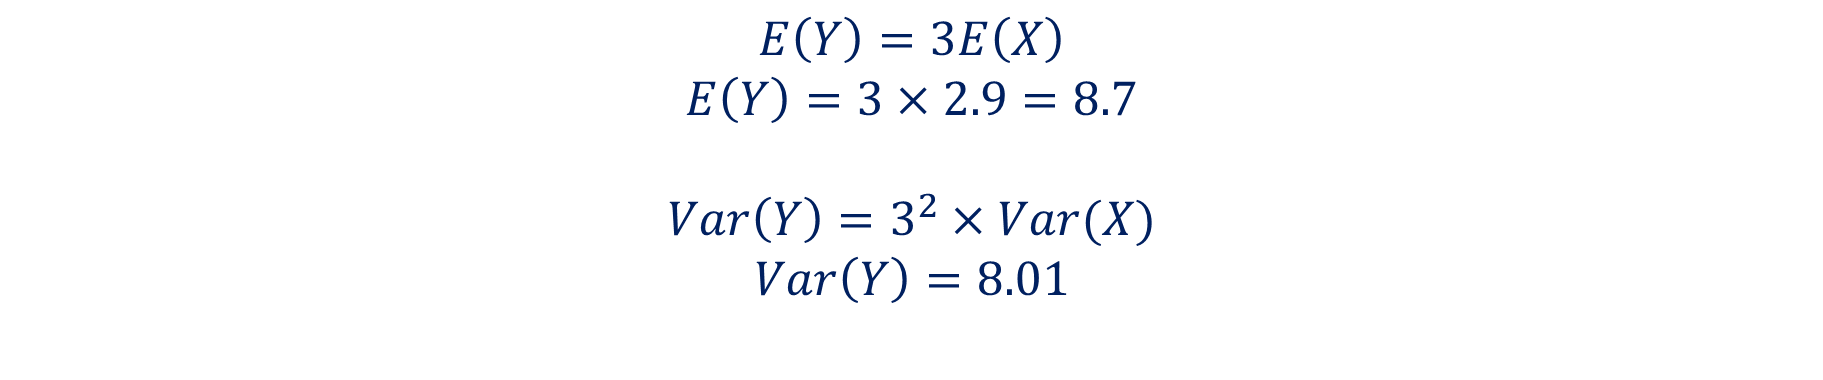 E(Y) = 3E(X)
E(Y) = 3 × 2.9 = 8.7
Var(Y) = 3² × Var(X)
Var(Y) = 8.01